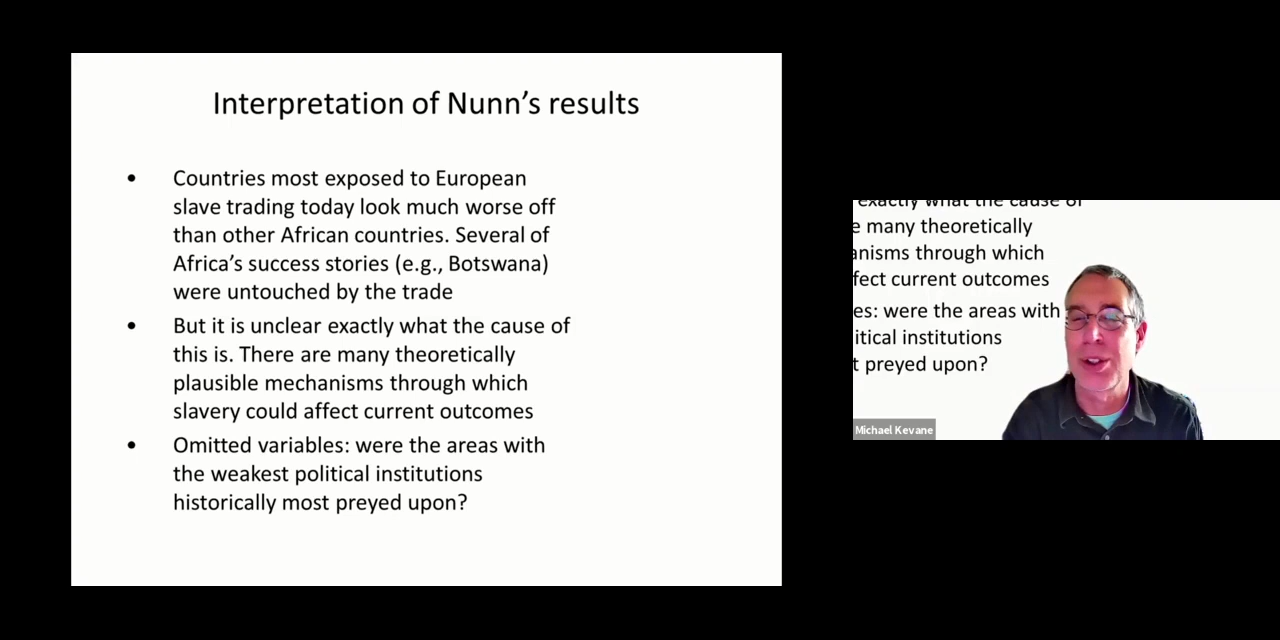 Interpretation of Nunn’s results
• Countries most exposed to European
slave trading today look much worse off
than other African countries. Several of
Africa’s success stories (e.g., Botswana)
were untouched by the trade
• But it is unclear exactly what the cause of
this is. There are many theoretically
plausible mechanisms through which
slavery could affect current outcomes
• Omitted variables: were the areas with
the weakest political institutions
historically most preyed upon?
exactly what the cause of
e many theoretically
anisms through which
ffect current outcomes
es: were the areas with
itical institutions
t preyed upon?
Michael Kevane